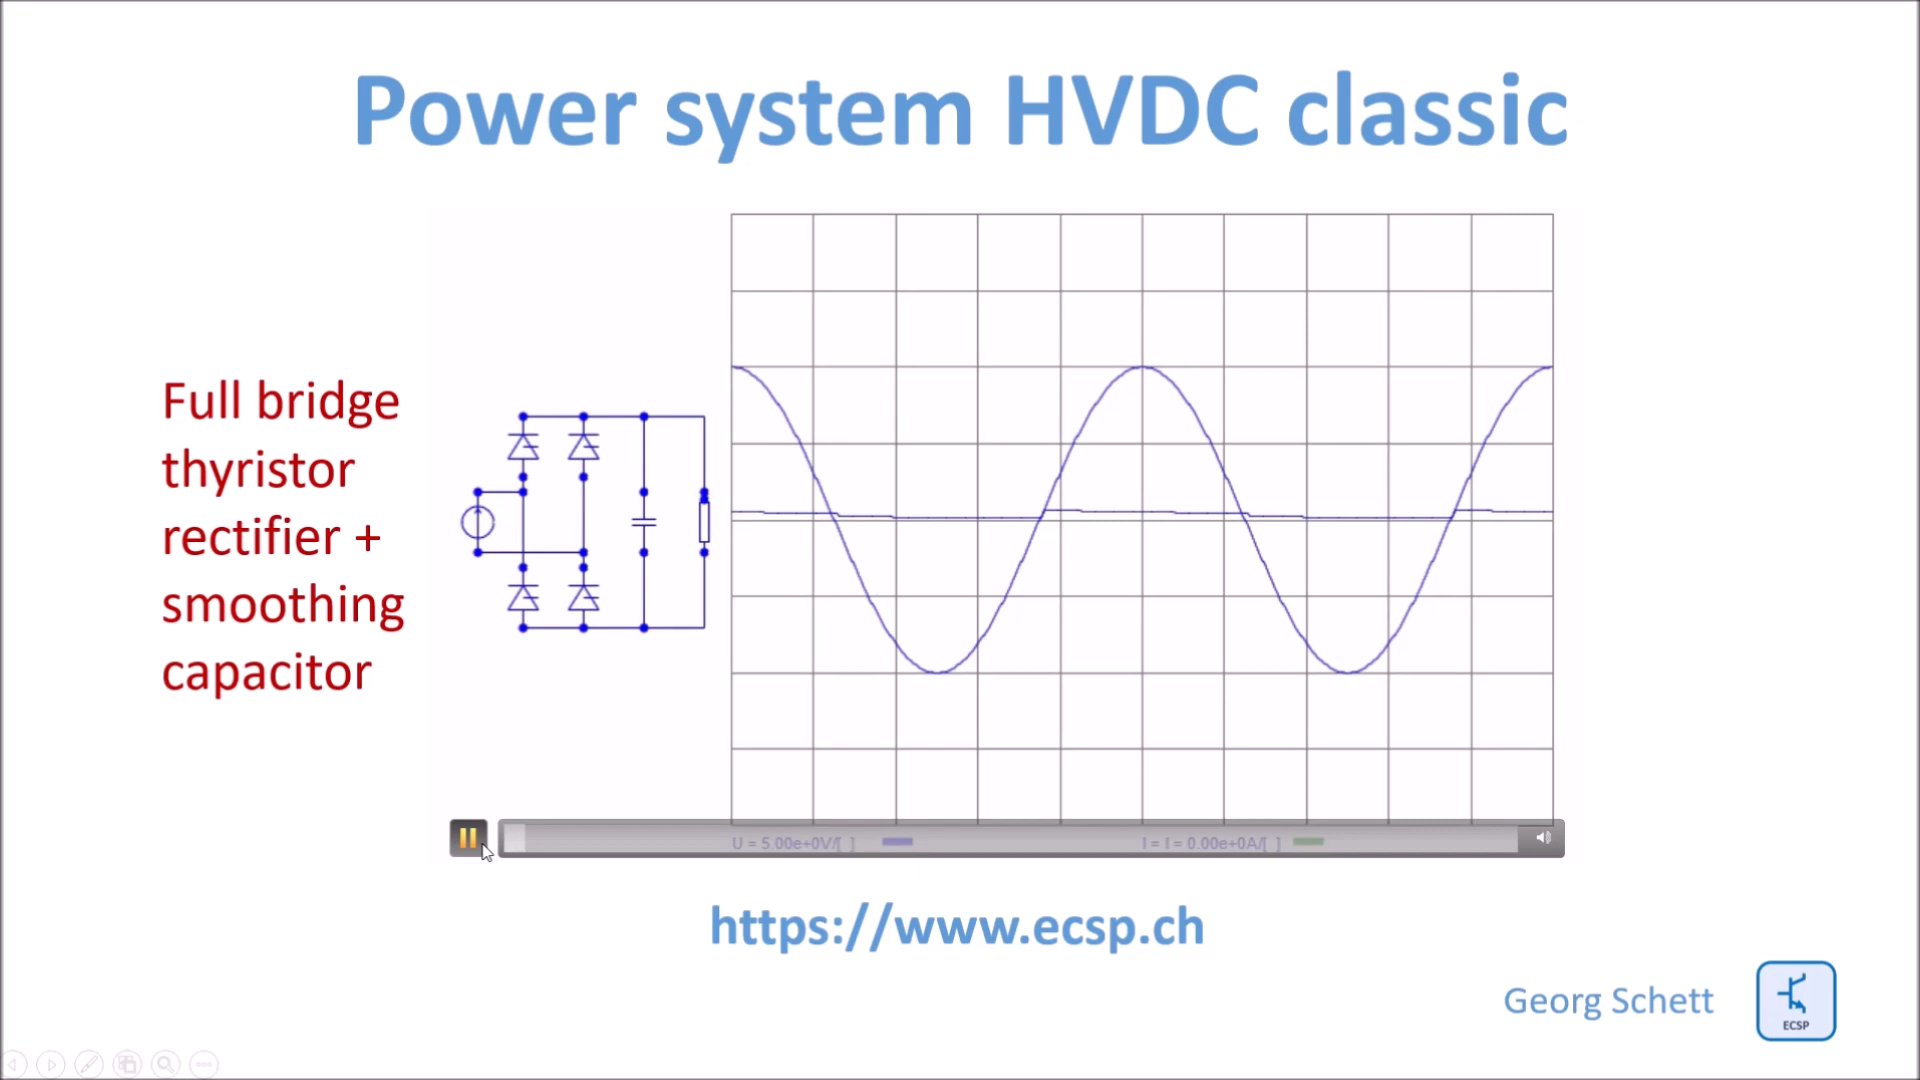 Power system HVDC classic
Full bridge
thyristor
rectifier +
smoothing
capacitor
U = 5.00e+0V/[ ]
I = I = 0.00e+0A/[ ]
https://www.ecsp.ch
Georg Schett
ECSP